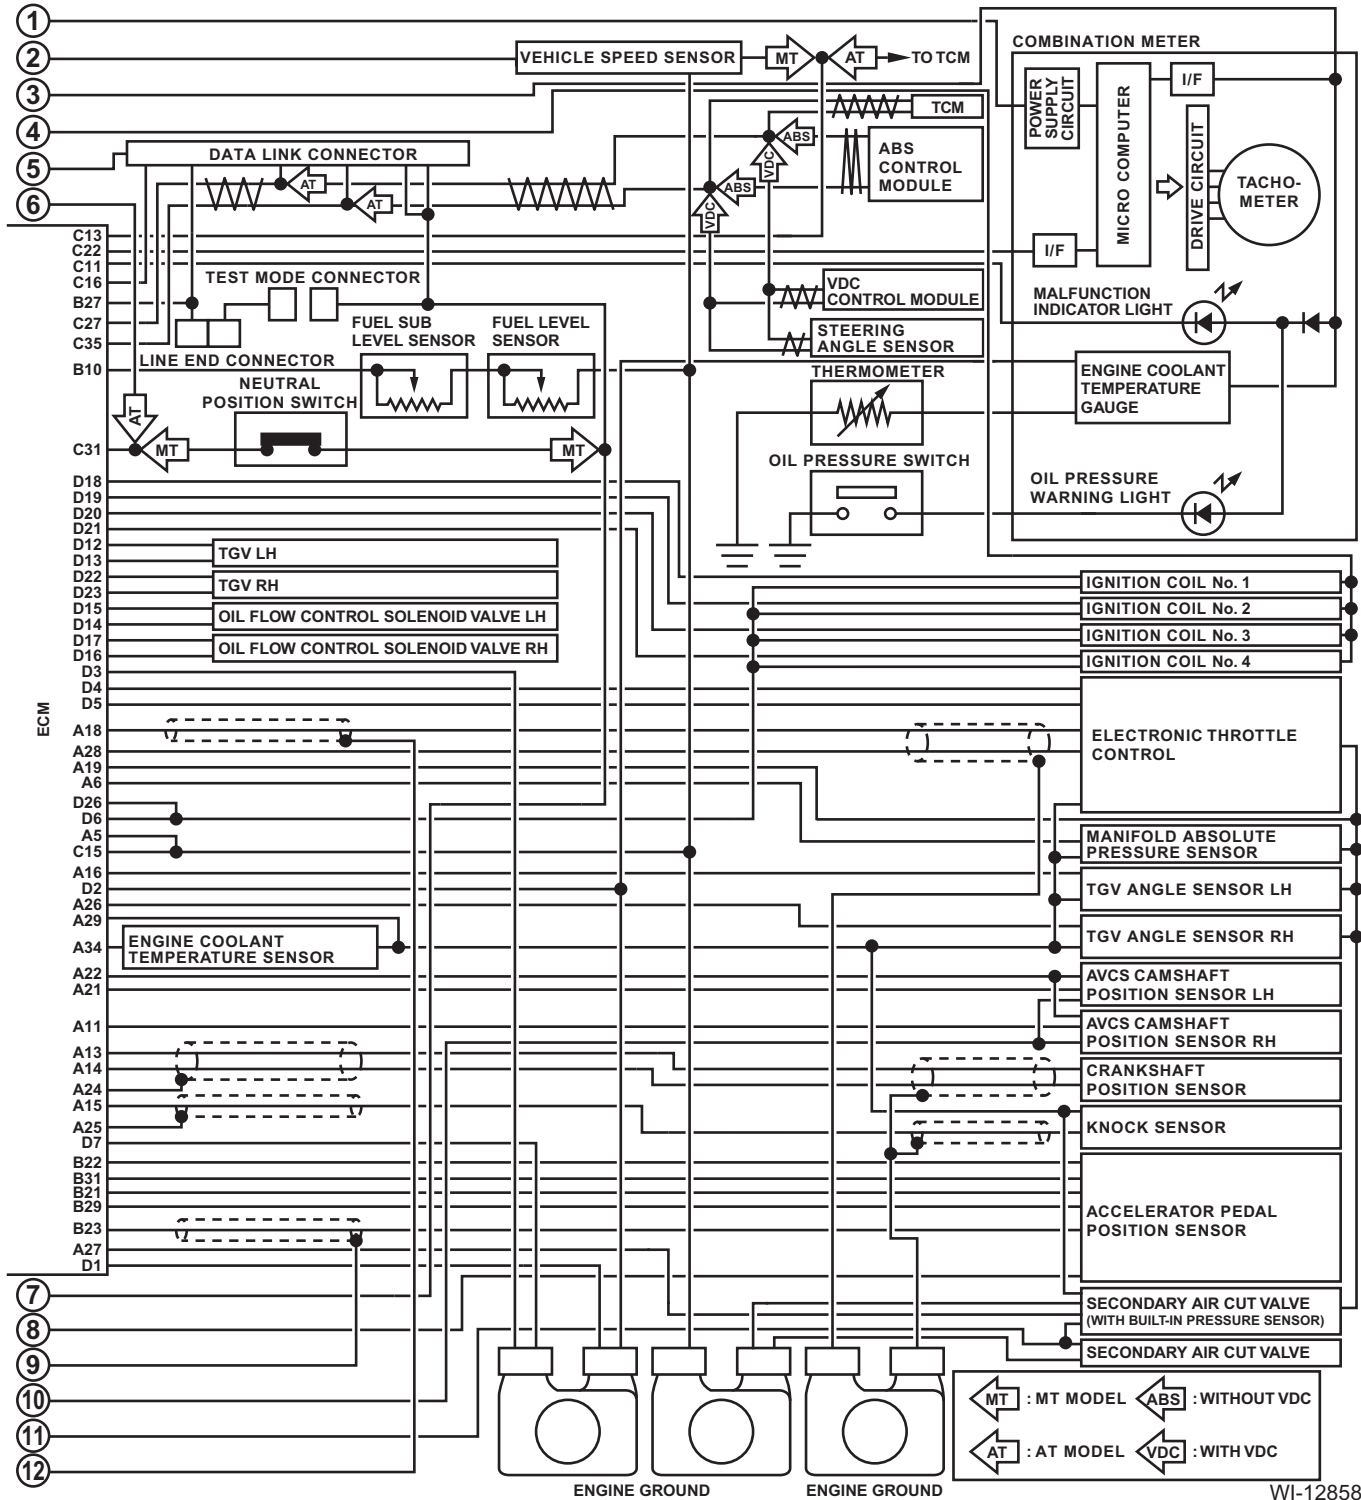 1
2
VEHICLE SPEED SENSOR
MT
AT
TO TCM
COMBINATION METER
3
4
5
6
DATA LINK CONNECTOR
AT
AT
TCM
ABS
ABS
VDC
VDC
ABS
CONTROL
MODULE
POWER
SUPPLY
CIRCUIT
MICRO COMPUTER
I/F
I/F
DRIVE CIRCUIT
TACHO-
METER
C13
C22
C11
C16
B27
C27
C35
B10
TEST MODE CONNECTOR
LINE END CONNECTOR
FUEL SUB
LEVEL SENSOR
FUEL LEVEL
SENSOR
VDC
CONTROL MODULE
STEERING
ANGLE SENSOR
MALFUNCTION
INDICATOR LIGHT
NEUTRAL
POSITION SWITCH
THERMOMETER
ENGINE COOLANT
TEMPERATURE
GAUGE
AT
C31
MT
MT
OIL PRESSURE SWITCH
OIL PRESSURE
WARNING LIGHT
D18
D19
D20
D21
D12
D13
TGV LH
D22
D23
TGV RH
D15
D14
OIL FLOW CONTROL SOLENOID VALVE LH
D17
D16
OIL FLOW CONTROL SOLENOID VALVE RH
IGNITION COIL No. 1
IGNITION COIL No. 2
IGNITION COIL No. 3
IGNITION COIL No. 4
D3
D4
D5
ECM
A18
A28
A19
A6
D26
D6
A5
C15
A16
D2
A26
A29
A34
ENGINE COOLANT
TEMPERATURE SENSOR
A22
A21
A11
A13
A14
A24
A15
A25
D7
B22
B31
B21
B29
B23
A27
D1
ELECTRONIC THROTTLE
CONTROL
MANIFOLD ABSOLUTE
PRESSURE SENSOR
TGV ANGLE SENSOR LH
TGV ANGLE SENSOR RH
AVCS CAMSHAFT
POSITION SENSOR LH
AVCS CAMSHAFT
POSITION SENSOR RH
CRANKSHAFT
POSITION SENSOR
KNOCK SENSOR
ACCELERATOR PEDAL
POSITION SENSOR
SECONDARY AIR CUT VALVE
(WITH BUILT-IN PRESSURE SENSOR)
SECONDARY AIR CUT VALVE
7
8
9
10
11
12
ENGINE GROUND
ENGINE GROUND
MT : MT MODEL
ABS : WITHOUT VDC
AT : AT MODEL
VDC : WITH VDC
WI-12858